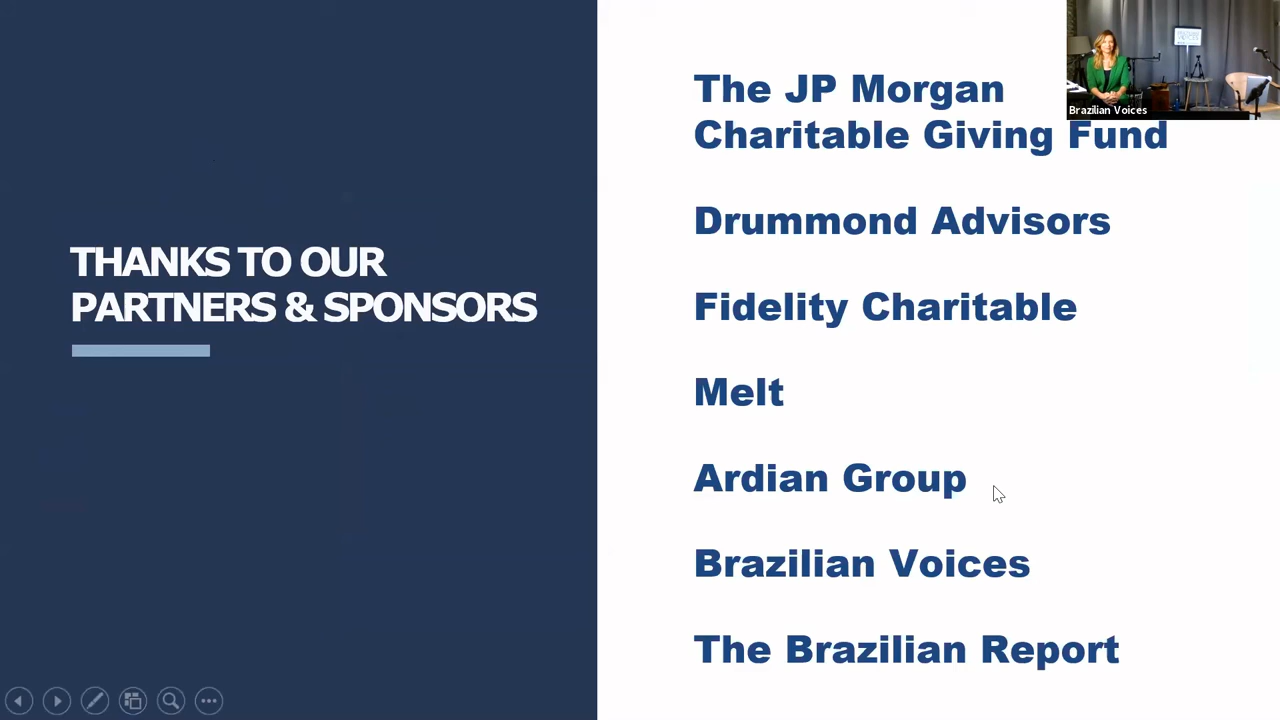 THANKS TO OUR
PARTNERS & SPONSORS
The JP Morgan
Charitable Giving Fund
Drummond Advisors
Fidelity Charitable
Melt
Ardian Group
Brazilian Voices
The Brazilian Report
Brazilian Voices